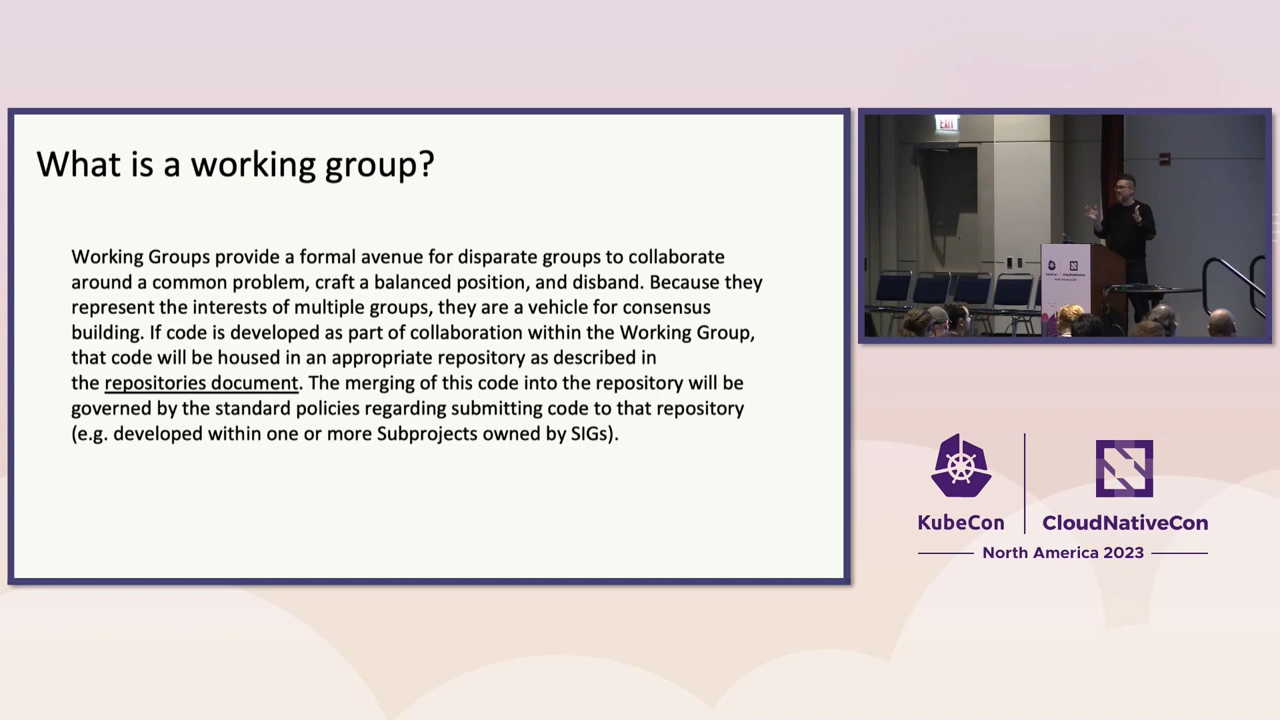 What is a working group?
Working Groups provide a formal avenue for disparate groups to collaborate
around a common problem, craft a balanced position, and disband. Because they
represent the interests of multiple groups, they are a vehicle for consensus
building. If code is developed as part of collaboration within the Working Group,
that code will be housed in an appropriate repository as described in
the repositories document. The merging of this code into the repository will be
governed by the standard policies regarding submitting code to that repository
(e.g. developed within one or more Subprojects owned by SIGs).
EXIT
KubeCon
CloudNativeCon
North America 2023